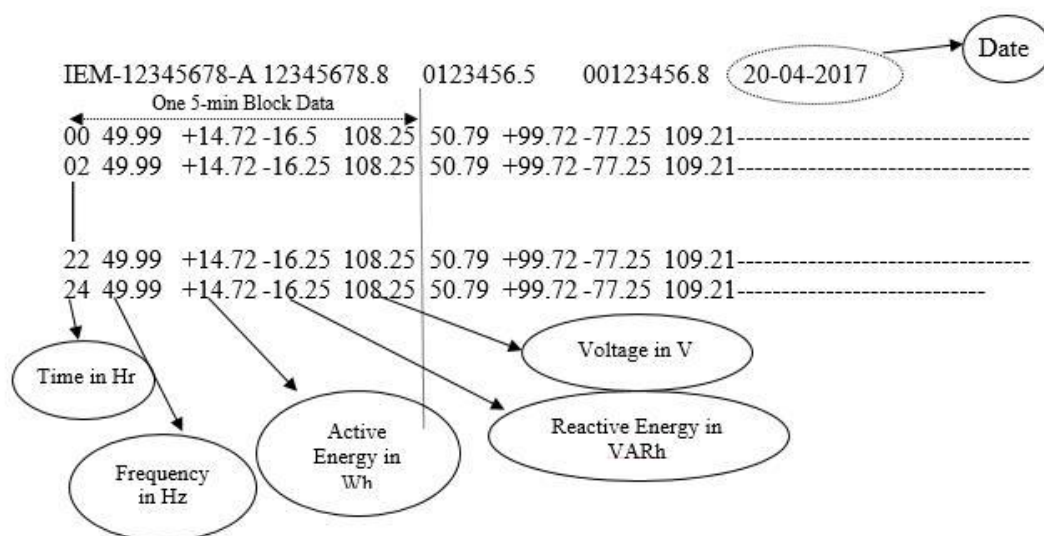 Date
IEM-12345678-A 12345678.8 0123456.5 00123456.8 20-04-2017
One 5-min Block Data
00 49.99 +14.72 -16.5 108.25 50.79 +99.72 -77.25 109.21---------------------------------
02 49.99 +14.72 -16.25 108.25 50.79 +99.72 -77.25 109.21---------------------------------
22 49.99 +14.72 -16.25 108.25 50.79 +99.72 -77.25 109.21---------------------------------
24 49.99 +14.72 -16.25 108.25 50.79 +99.72 -77.25 109.21----------------------------
Voltage in V
Time in Hr
Active
Energy in
Wh
Reactive Energy in
VARh
Frequency
in Hz